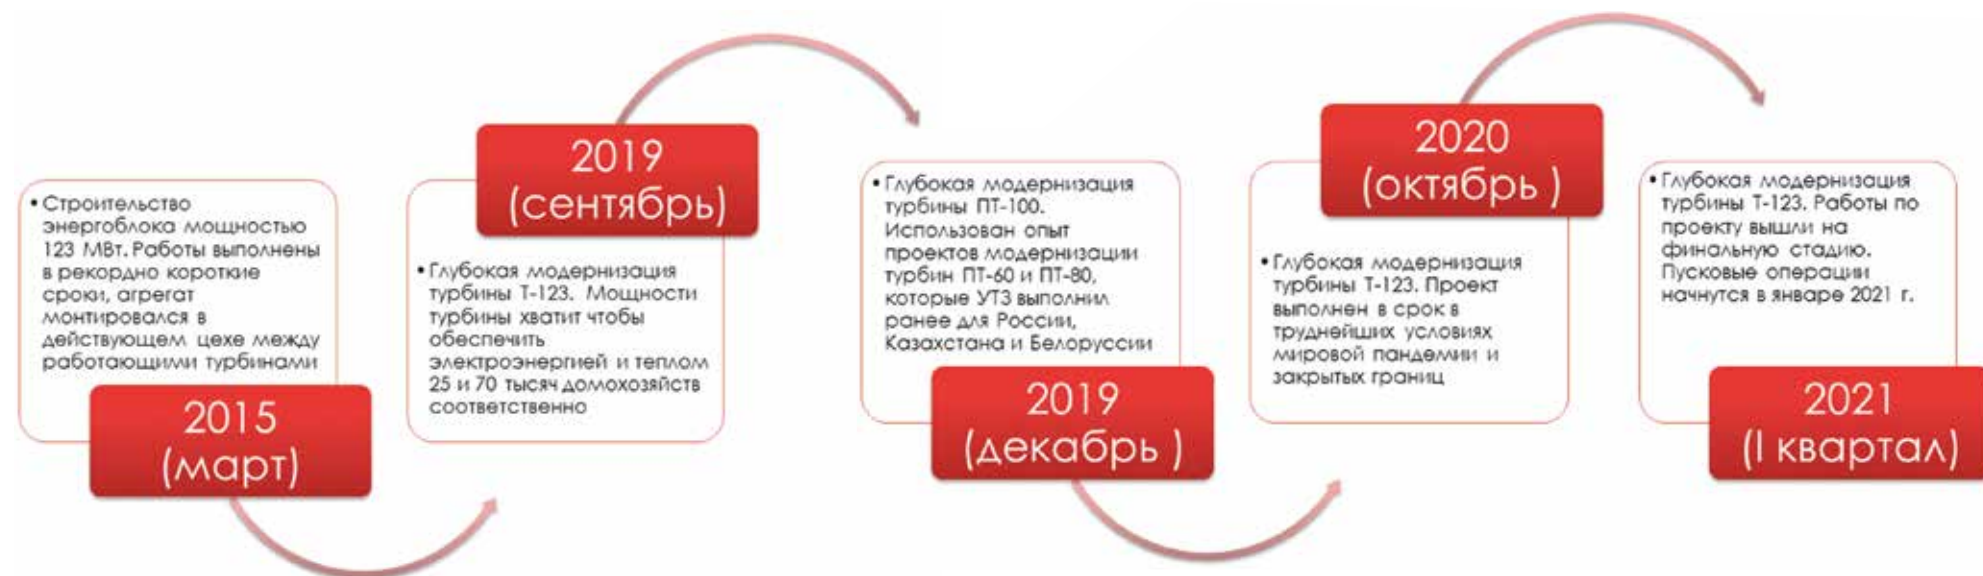 • Строительство
энергоблока мощностью
123 МВт. Работы выполнены
в рекордно короткие
сроки, агрегат
монтировался в
действующем цехе между
работающими турбинами
2015
(март)
2019
(сентябрь)
• Глубокая модернизация
турбины Т-123. Мощности
турбины хватит чтобы
обеспечить
электроэнергией и теплом
25 и 70 тысяч домохозяйств
соответственно
• Глубокая модернизация
турбины ПТ-100.
Использован опыт
проектов модернизации
турбин ПТ-60 и ПТ-80,
которые УТЗ выполнил
ранее для России,
Казахстана и Белоруссии
2019
(декабрь )
2020
(октябрь )
• Глубокая модернизация
турбины Т-123. Проект
выполнен в срок в
труднейших условиях
мировой пандемии и
закрытых границ
• Глубокая модернизация
турбины Т-123. Работы по
проекту вышли на
финальную стадию.
Пусковые операции
начнутся в январе 2021 г.
2021
(I квартал)